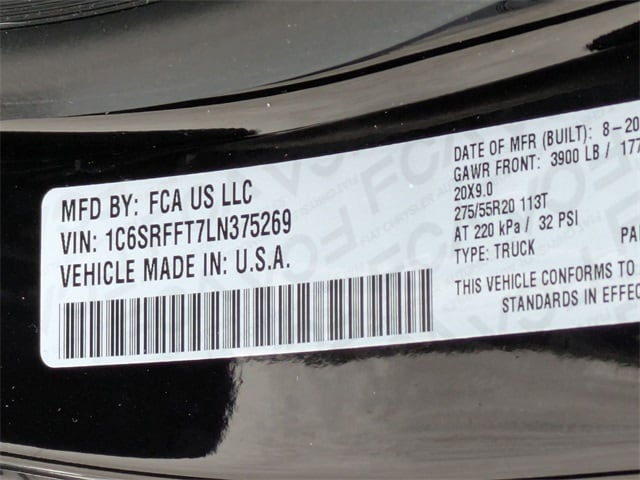 MFD BY: FCA US LLC
VIN: 1C6SRFFT7LN375269
VEHICLE MADE IN: U.S.A.
DATE OF MFR (BUILT): 8-20
GAWR FRONT: 3900 LB / 177
20X9.0
275/55R20 113T
AT 220 kPa / 32 PSI
TYPE: TRUCK
PA
THIS VEHICLE CONFORMS TO
STANDARDS IN EFFEC